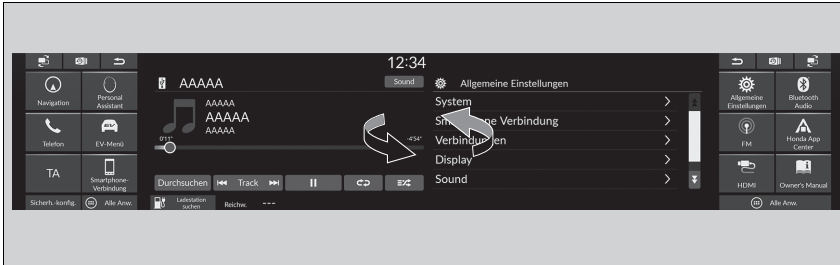 12:34
Navigation
Personal
Assistant
Telefon
EV-Menü
TA
Smartphone-
Verbindung
Sicherh.-konfig.
Alle Anw.
AAAAA
Sound
AAAAA
AAAAA
AAAAA
0'11"
-4'54"
Durchsuchen
Track
Ladestation
suchen
Reichw. ---
Allgemeine Einstellungen
System
Verbindung
Display
Sound
Allgemeine
Einstellungen
Bluetooth
Audio
FM
Honda App
Center
HDMI
Owner's Manual
Alle Anw.